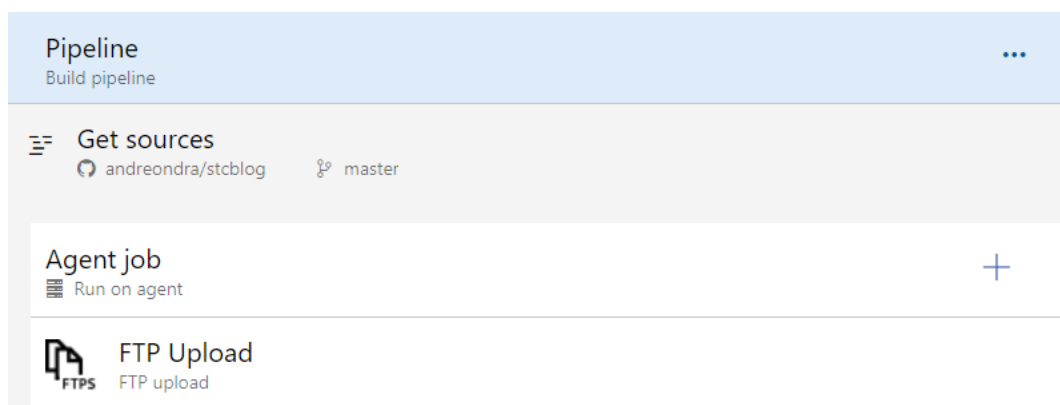 Pipeline
...
Build pipeline
Get sources
andreondra/stcblog master
Agent job
Run on agent
FTP Upload
FTPS
FTP upload